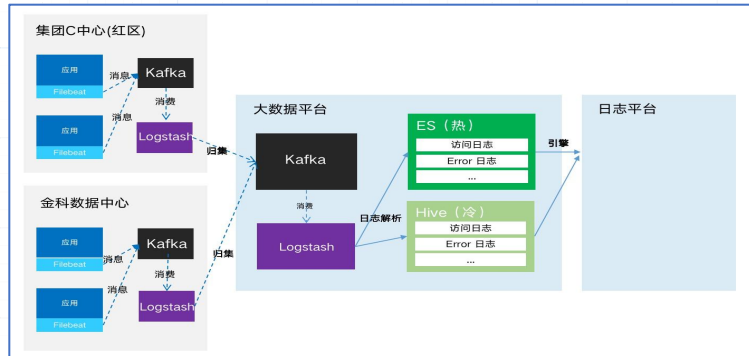 集团C中心(红区)
应用
Filebeat
消息
Kafka
消费
应用
Filebeat
消息
Logstash
归集
金科数据中心
应用
Filebeat
消息
Kafka
消费
应用
Filebeat
消息
Logstash
归集
大数据平台
Kafka
消费
Logstash
日志解析
ES（热）
访问日志
Error 日志
...
Hive（冷）
访问日志
Error 日志
...
引擎
日志平台